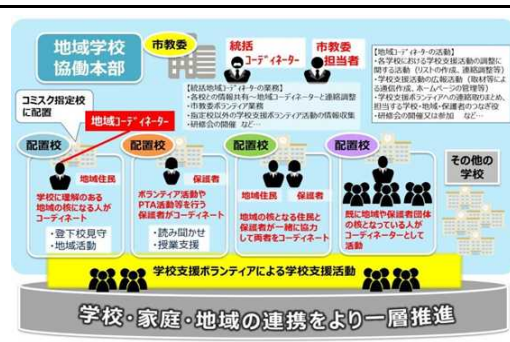 地域学校
協働本部
市教委
統括
コーディネーター
市教委
担当者
【統括地域コーディネーターの業務】
・各校との情報共有~地域コーディネーターと連絡調整
・市教委ボランティア業務
・指定校以外の学校支援ボランティア活動の情報収集
・研修会の開催 など…
【地域コーディネーターの活動】
・各学校における学校支援活動の調整に
関する活動(リストの作成、連絡調整等)
・学校支援活動の広報活動(取材等によ
る通信作成、ホームページの管理等)
・学校支援ボランティアへの連絡取りまとめ、
担当する学校・地域・保護者のつなぎ役
・研修会の開催又は参加 など…
コミスク指定校
に配置
地域コーディネーター
配置校
地域住民
学校に理解のある
地域の核になる人が
コーディネート
・登下校見守
・地域活動
配置校
保護者
ボランティア活動や
PTA活動等を行う
保護者がコーディネート
・読み聞かせ
・授業支援
配置校
地域住民
保護者
地域の核となる住民と
保護者が一緒に協力
して両者をコーディネート
配置校
既に地域や保護者団体
の核となっている人が
コーディネーターとして
活動
その他の
学校
学校支援ボランティアによる学校支援活動
学校・家庭・地域の連携をより一層推進